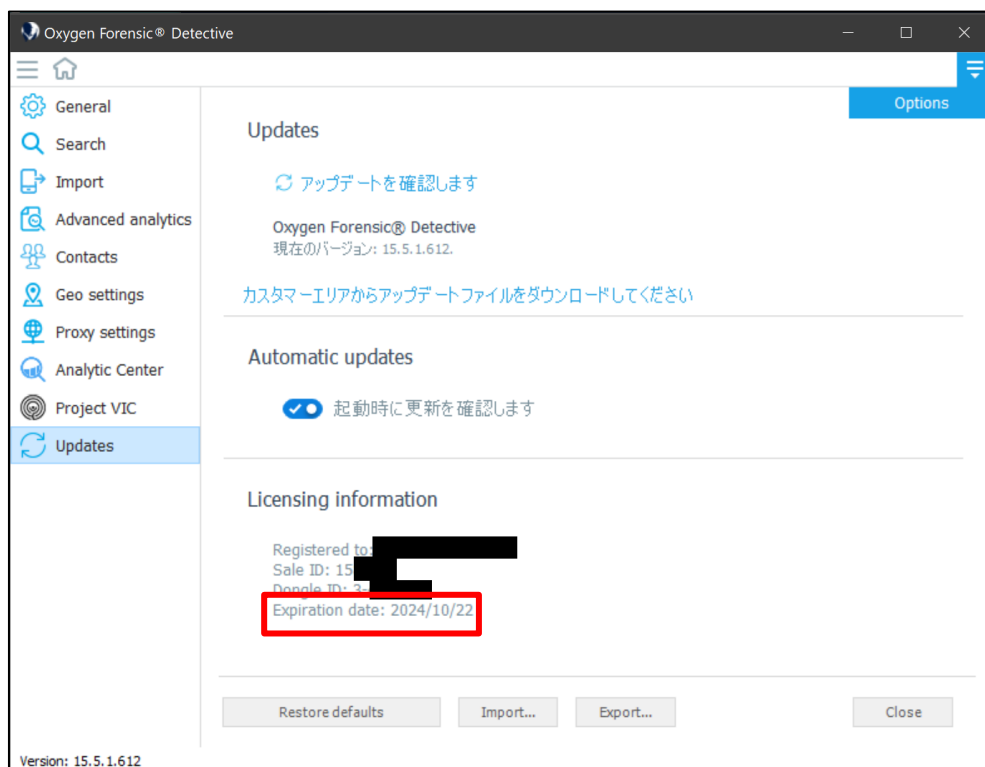 Oxygen Forensic® Detective
Options
General
Search
Import
Advanced analytics
Contacts
Geo settings
Proxy settings
Analytic Center
Project VIC
Updates
Updates
アップデートを確認します
Oxygen Forensic® Detective
現在のバージョン: 15.5.1.612.
カスタマーエリアからアップデートファイルをダウンロードしてください
Automatic updates
起動時に更新を確認します
Licensing information
Registered to:
Sale ID: 15
Dongle ID: 3-
Expiration date: 2024/10/22
Restore defaults
Import...
Export...
Close
Version: 15.5.1.612